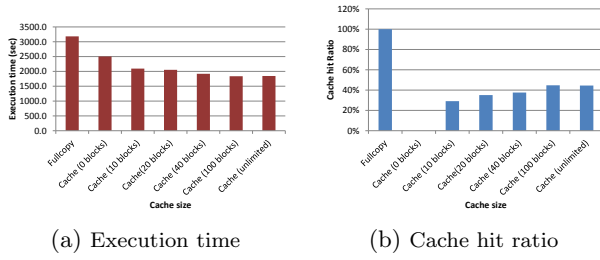 3500.0
3000.0
2500.0
2000.0
1500.0
1000.0
500.0
0.0
Execution time (sec)
Fullcopy
Cache (0 blocks)
Cache (10 blocks)
Cache(20 blocks)
Cache (40 blocks)
Cache (100 blocks)
Cache (unlimited)
Cache size
(a) Execution time
120%
100%
80%
60%
40%
20%
0%
Cache hit Ratio
Fullcopy
Cache (0 blocks)
Cache (10 blocks)
Cache(20 blocks)
Cache (40 blocks)
Cache (100 blocks)
Cache (unlimited)
Cache size
(b) Cache hit ratio